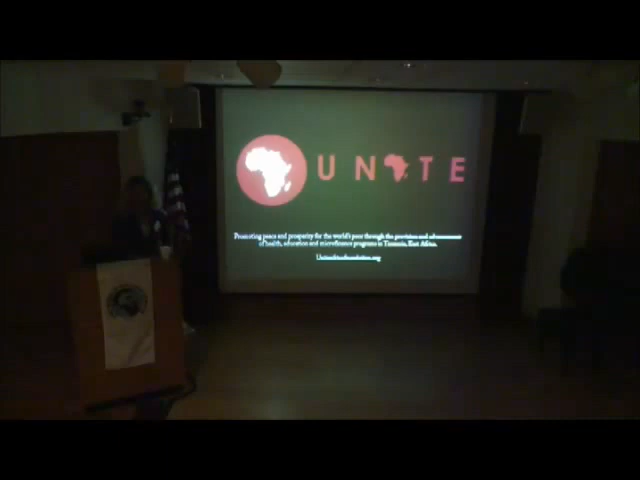 UNITE
Promoting peace and prosperity for the world's poor through the provision and advancement
of health, education and microfinance programs in Tanzania, East Africa.